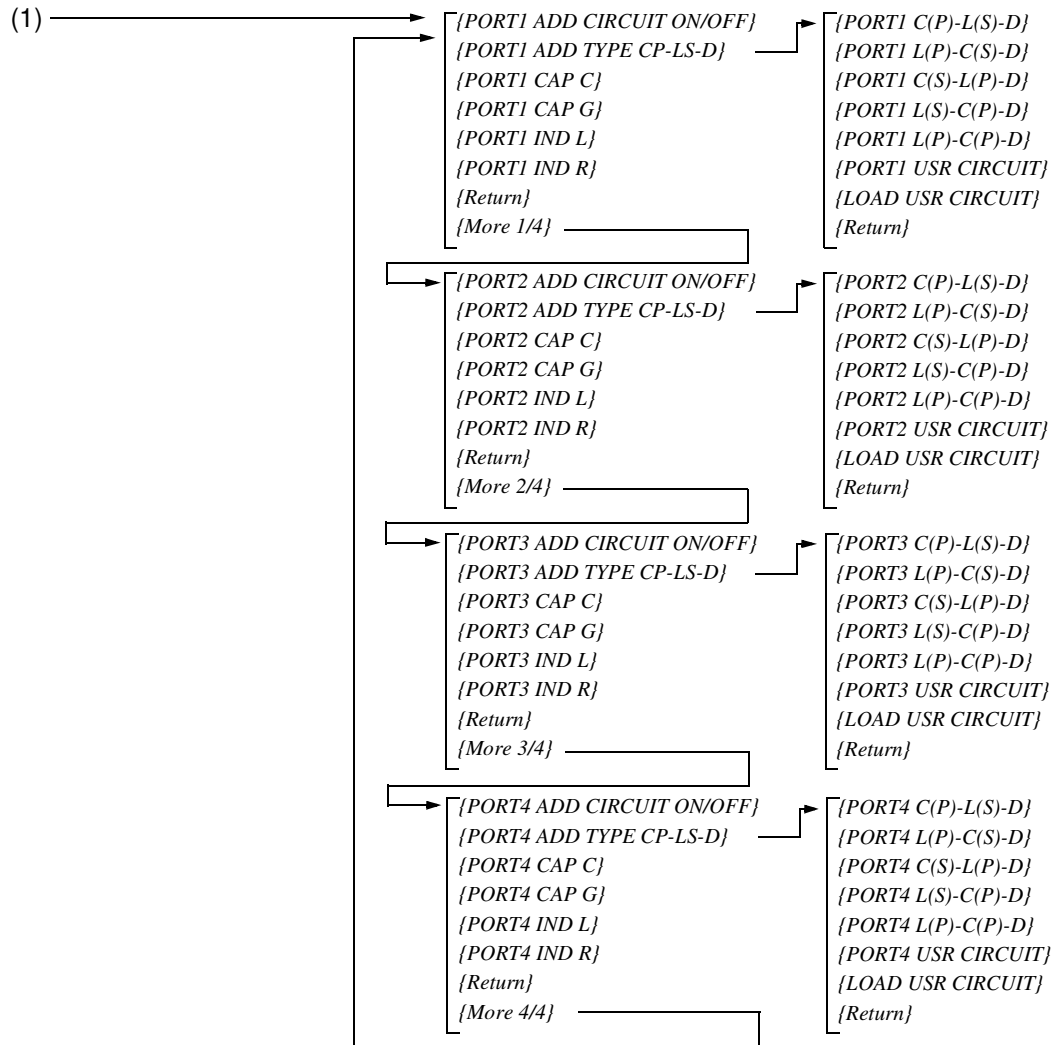 (1)
{PORT1 ADD CIRCUIT ON/OFF}
{PORT1 ADD TYPE CP-LS-D}
{PORT1 CAP C}
{PORT1 CAP G}
{PORT1 IND L}
{PORT1 IND R}
{Return}
{More 1/4}
{PORT1 C(P)-L(S)-D}
{PORT1 L(P)-C(S)-D}
{PORT1 C(S)-L(P)-D}
{PORT1 L(S)-C(P)-D}
{PORT1 L(P)-C(P)-D}
{PORT1 USR CIRCUIT}
{LOAD USR CIRCUIT}
{Return}
{PORT2 ADD CIRCUIT ON/OFF}
{PORT2 ADD TYPE CP-LS-D}
{PORT2 CAP C}
{PORT2 CAP G}
{PORT2 IND L}
{PORT2 IND R}
{Return}
{More 2/4}
{PORT2 C(P)-L(S)-D}
{PORT2 L(P)-C(S)-D}
{PORT2 C(S)-L(P)-D}
{PORT2 L(S)-C(P)-D}
{PORT2 L(P)-C(P)-D}
{PORT2 USR CIRCUIT}
{LOAD USR CIRCUIT}
{Return}
{PORT3 ADD CIRCUIT ON/OFF}
{PORT3 ADD TYPE CP-LS-D}
{PORT3 CAP C}
{PORT3 CAP G}
{PORT3 IND L}
{PORT3 IND R}
{Return}
{More 3/4}
{PORT3 C(P)-L(S)-D}
{PORT3 L(P)-C(S)-D}
{PORT3 C(S)-L(P)-D}
{PORT3 L(S)-C(P)-D}
{PORT3 L(P)-C(P)-D}
{PORT3 USR CIRCUIT}
{LOAD USR CIRCUIT}
{Return}
{PORT4 ADD CIRCUIT ON/OFF}
{PORT4 ADD TYPE CP-LS-D}
{PORT4 CAP C}
{PORT4 CAP G}
{PORT4 IND L}
{PORT4 IND R}
{Return}
{More 4/4}
{PORT4 C(P)-L(S)-D}
{PORT4 L(P)-C(S)-D}
{PORT4 C(S)-L(P)-D}
{PORT4 L(S)-C(P)-D}
{PORT4 L(P)-C(P)-D}
{PORT4 USR CIRCUIT}
{LOAD USR CIRCUIT}
{Return}